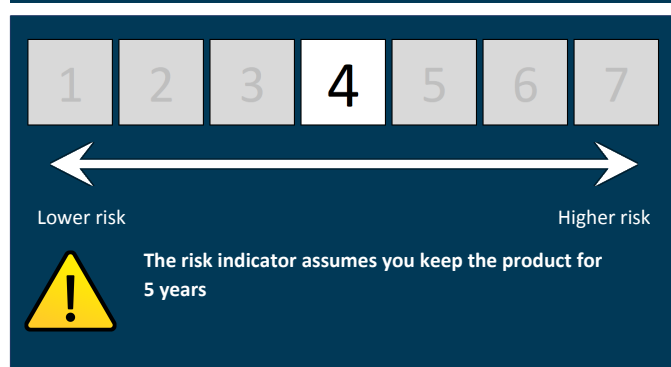 1 2 3 4 5 6 7
Lower risk Higher risk
The risk indicator assumes you keep the product for
5 years